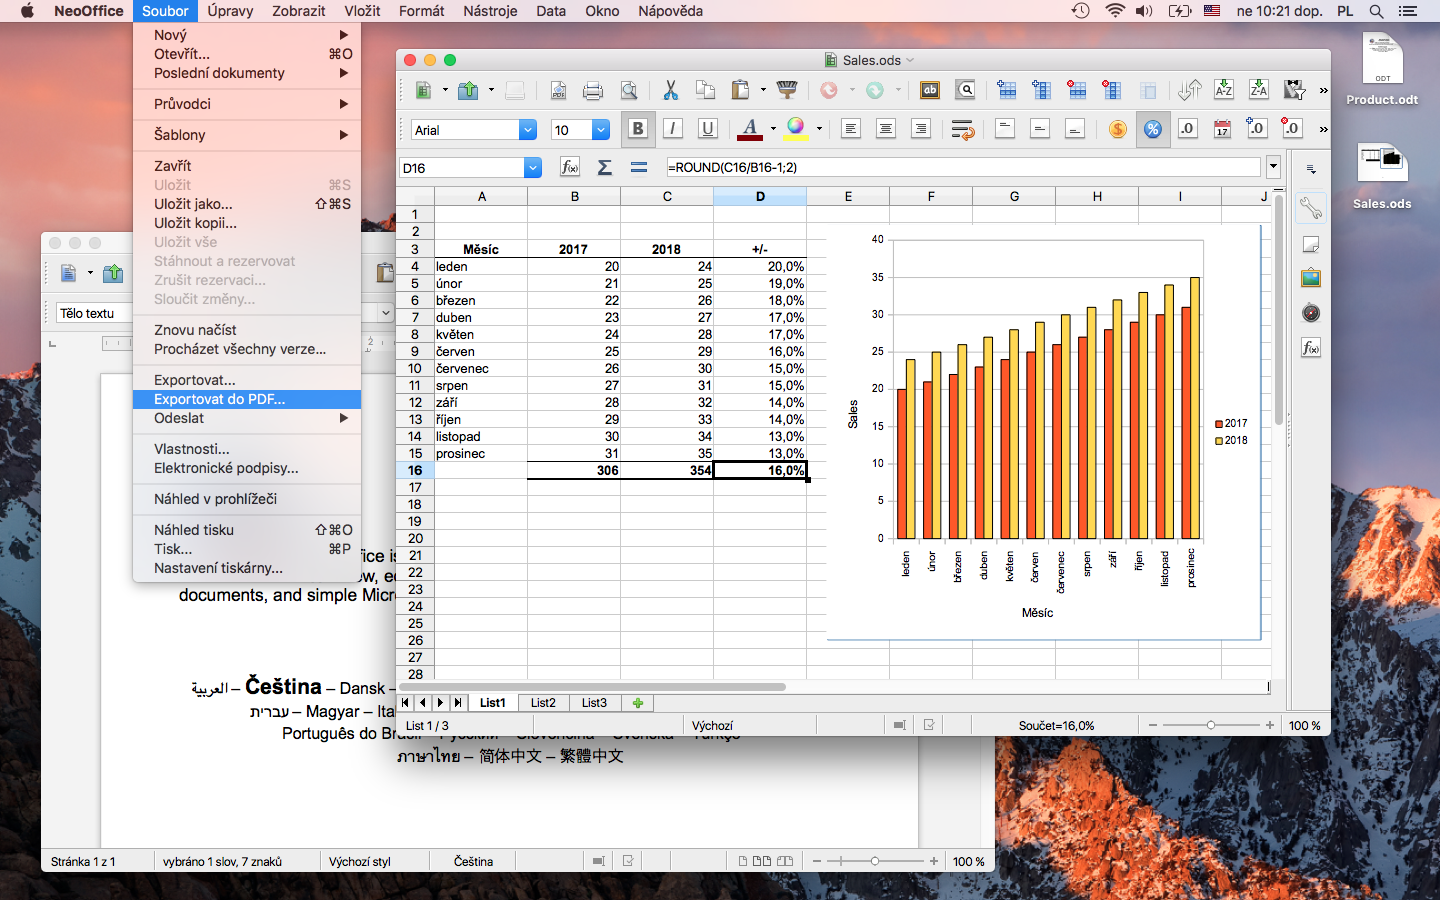 NeoOffice Soubor Úpravy Zobrazit Vložit Formát Nástroje Data Okno Nápověda ne 10:21 dop. PL
Nový
Otevřít... ⌘O
Poslední dokumenty
Průvodci
Šablony
Zavřít
Uložit ⌘S
Uložit jako... ⇧⌘S
Uložit kopii...
Uložit vše
Stáhnout a rezervovat
Zrušit rezervaci...
Sloučit změny...
Znovu načíst
Procházet všechny verze...
Exportovat...
Exportovat do PDF...
Odeslat
Vlastnosti...
Elektronické podpisy...
Náhled v prohlížeči
Náhled tisku ⇧⌘O
Tisk... ⌘P
Nastavení tiskárny...
Sales.ods
Arial 10 B I U A
D16 f(x) Σ = =ROUND(C16/B16-1;2)
A B C D E F G H I J
1
2
3 Měsíc 2017 2018 +/-
4 leden 20 24 20,0%
5 únor 21 25 19,0%
6 březen 22 26 18,0%
7 duben 23 27 17,0%
8 květen 24 28 17,0%
9 červen 25 29 16,0%
10 červenec 26 30 15,0%
11 srpen 27 31 15,0%
12 září 28 32 14,0%
13 říjen 29 33 14,0%
14 listopad 30 34 13,0%
15 prosinec 31 35 13,0%
16 306 354 16,0%
17
18
19
20
21
22
23
24
25
26
27
28
40
35
30
25
20
15
10
5
0
Sales
leden únor březen duben květen červen červenec srpen září říjen listopad prosinec
Měsíc
2017
2018
List1 List2 List3
List 1 / 3 Výchozí Součet=16,0% 100 %
ODT
Product.odt
Sales.ods
Tělo textu
2
fice is
w, ed
documents, and simple Micro
العربية – Čeština – Dansk –
עברית – Magyar – Ita
Português do Brasil – Русский – Slovenčina – Svenska – Türkçe
ภาษาไทย – 简体中文 – 繁體中文
Stránka 1 z 1 vybráno 1 slov, 7 znaků Výchozí styl Čeština 100 %